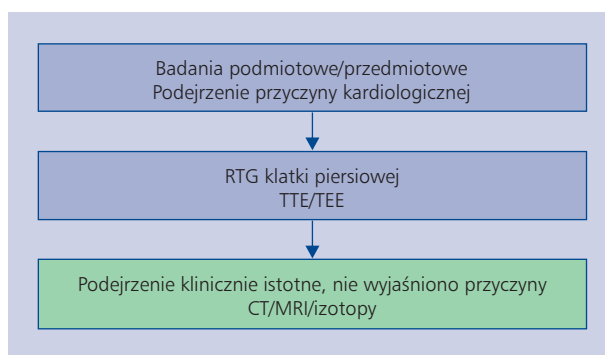 Badania podmiotowe/przedmiotowe
Podejrzenie przyczyny kardiologicznej
RTG klatki piersiowej
TTE/TEE
Podejrzenie klinicznie istotne, nie wyjaśniono przyczyny
CT/MRI/izotopy